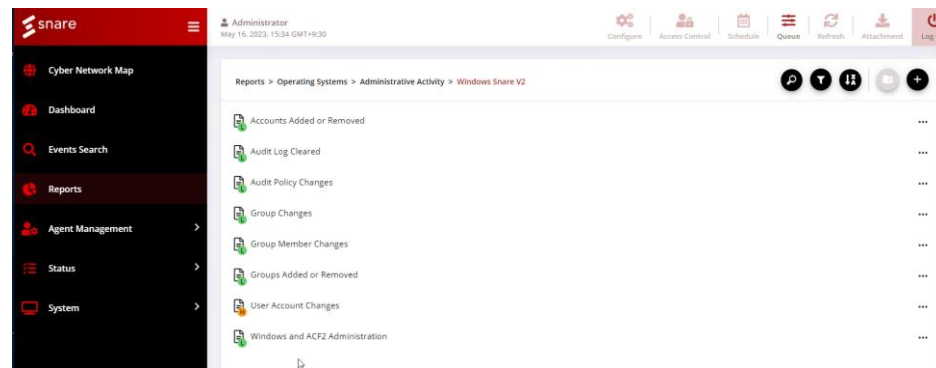 snare
Administrator
May 16, 2023, 15:34 GMT+9:30
Configure
Access Control
Schedule
Queue
Refresh
Attachment
Log
Cyber Network Map
Dashboard
Events Search
Reports
Agent Management
Status
System
Reports > Operating Systems > Administrative Activity > Windows Snare V2
Accounts Added or Removed
Audit Log Cleared
Audit Policy Changes
Group Changes
Group Member Changes
Groups Added or Removed
User Account Changes
Windows and ACF2 Administration